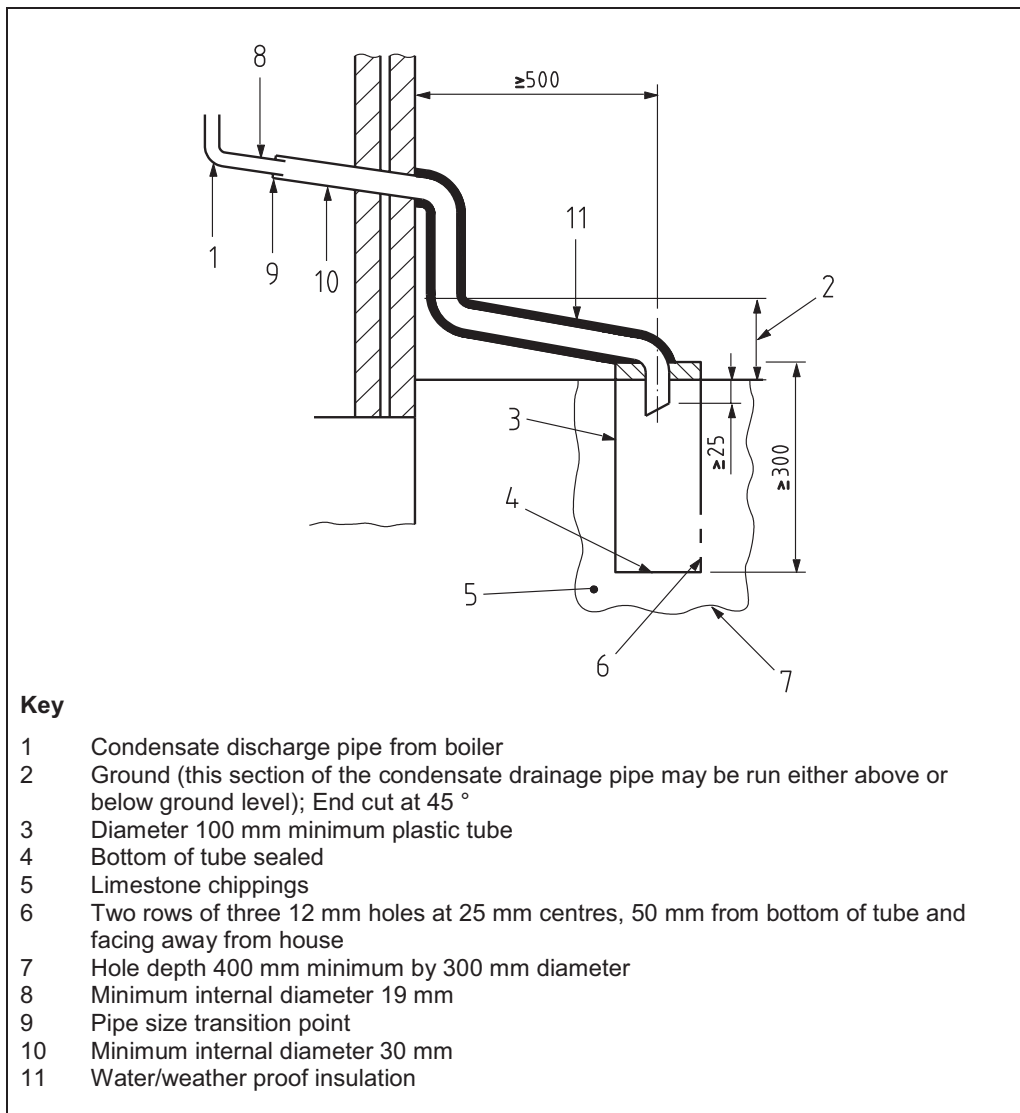 8
≥500
11
2
1
9
10
3
≥25
≥300
4
5
6
7
Key
1 Condensate discharge pipe from boiler
2 Ground (this section of the condensate drainage pipe may be run either above or
below ground level); End cut at 45 °
3 Diameter 100 mm minimum plastic tube
4 Bottom of tube sealed
5 Limestone chippings
6 Two rows of three 12 mm holes at 25 mm centres, 50 mm from bottom of tube and
facing away from house
7 Hole depth 400 mm minimum by 300 mm diameter
8 Minimum internal diameter 19 mm
9 Pipe size transition point
10 Minimum internal diameter 30 mm
11 Water/weather proof insulation